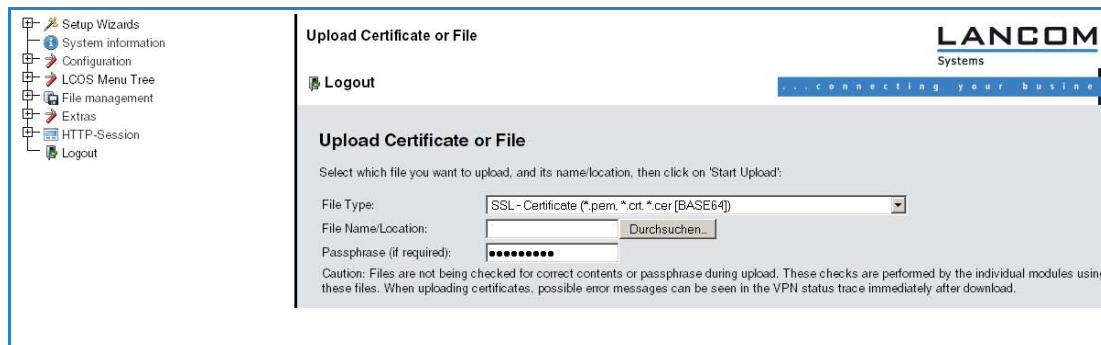 Setup Wizards
System information
Configuration
LCOS Menu Tree
File management
Extras
HTTP-Session
Logout
Upload Certificate or File
LANCOM
Systems
Logout
...connecting your busine
Upload Certificate or File
Select which file you want to upload, and its name/location, then click on 'Start Upload':
File Type:
SSL - Certificate (*.pem, *.crt. *.cer [BASE64])
File Name/Location:
Durchsuchen...
Passphrase (if required):
●●●●●●●●●
Caution: Files are not being checked for correct contents or passphrase during upload. These checks are performed by the individual modules usin
these files. When uploading certificates, possible error messages can be seen in the VPN status trace immediately after download.